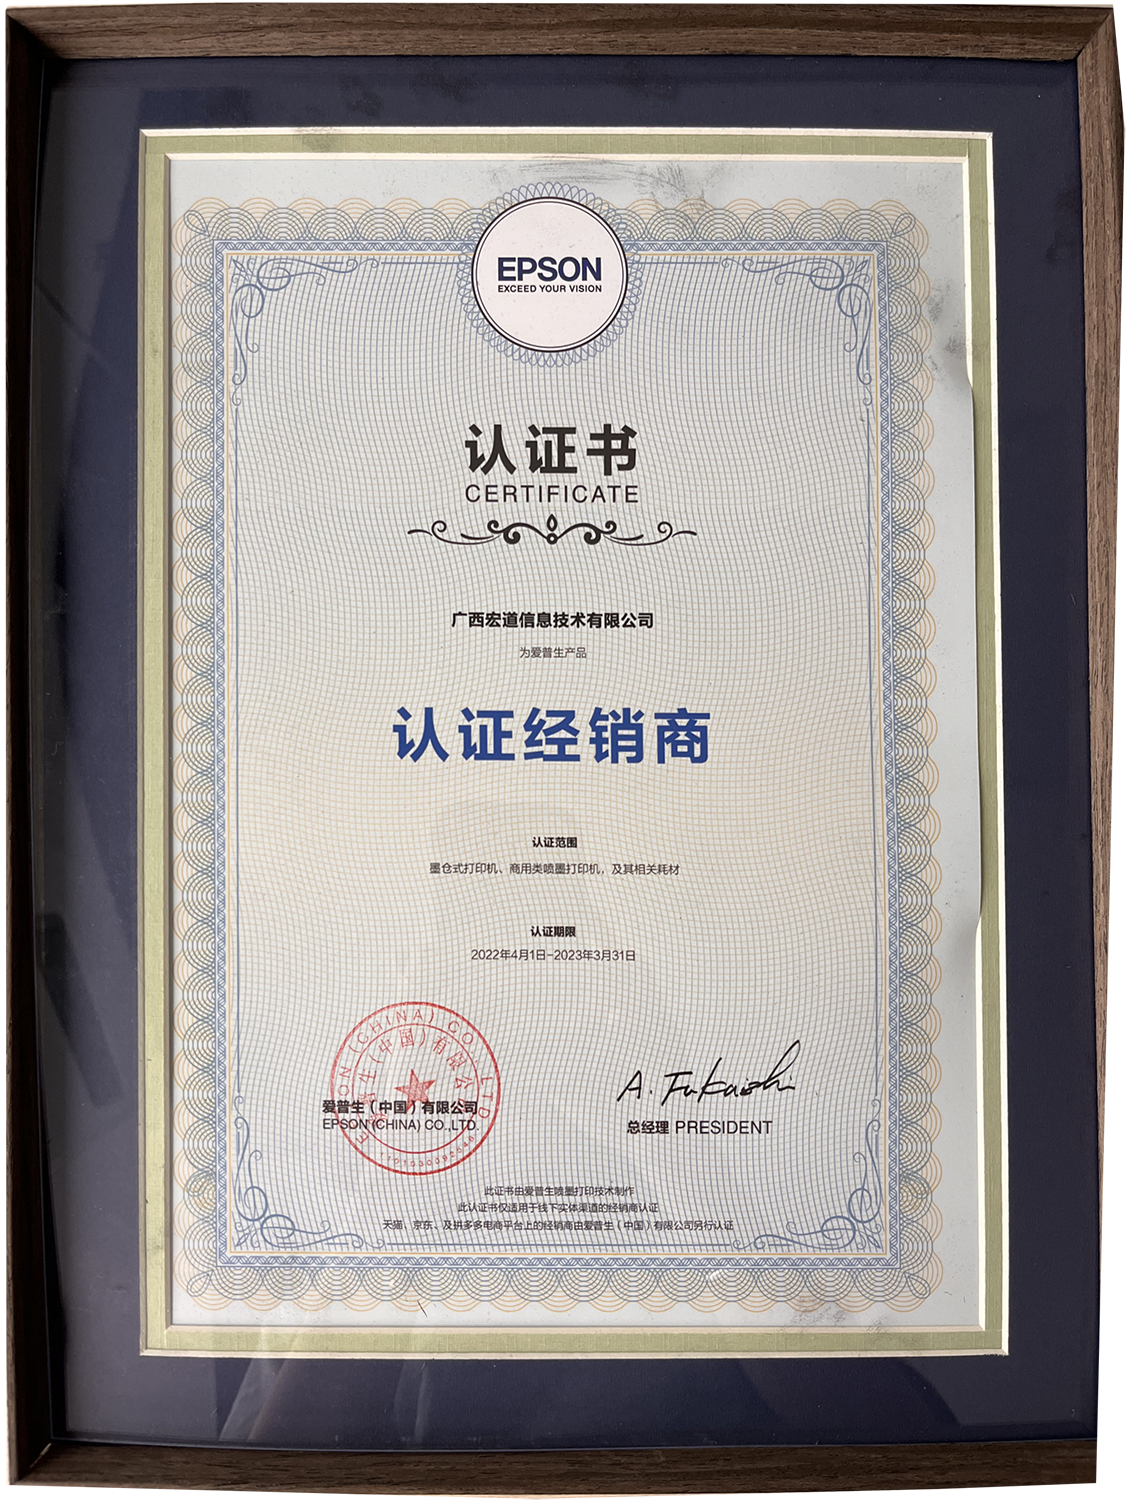 EPSON
EXCEED YOUR VISION
认证书
CERTIFICATE
广西宏道信息技术有限公司
为爱普生产品
认证经销商
认证范围
墨仓式打印机、商用类喷墨打印机，及其相关耗材
认证期限
2022年4月1日-2023年3月31日
爱普生（中国）有限公司
EPSON (CHINA) CO.,LTD.
A. Fukaishi
总经理 PRESIDENT
此证书由爱普生喷墨打印技术制作
此认证书仅适用于线下实体渠道的经销商认证
天猫、京东、及拼多多电商平台上的经销商由爱普生（中国）有限公司另行认证